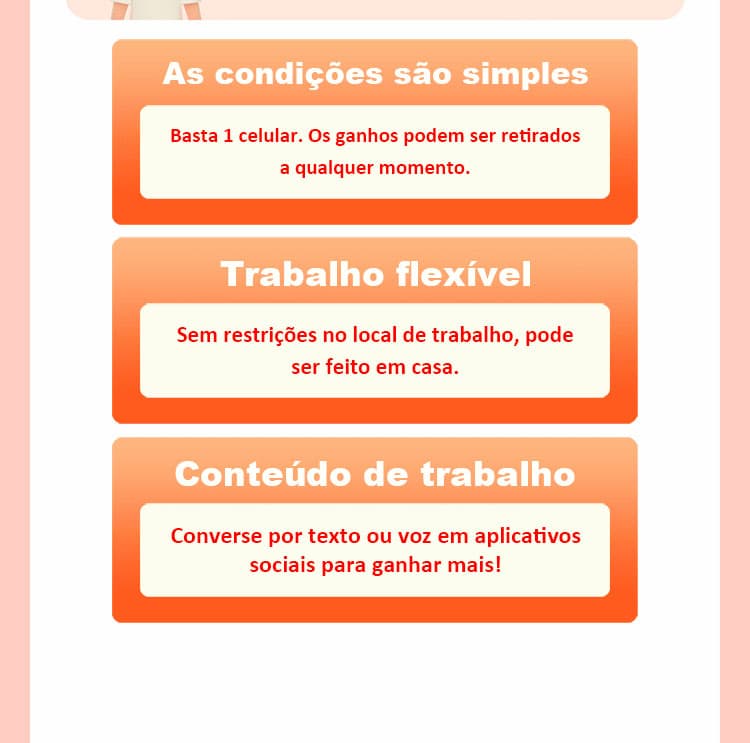 As condições são simples
Basta 1 celular. Os ganhos podem ser retirados
a qualquer momento.
Trabalho flexível
Sem restrições no local de trabalho, pode
ser feito em casa.
Conteúdo de trabalho
Converse por texto ou voz em aplicativos
sociais para ganhar mais!